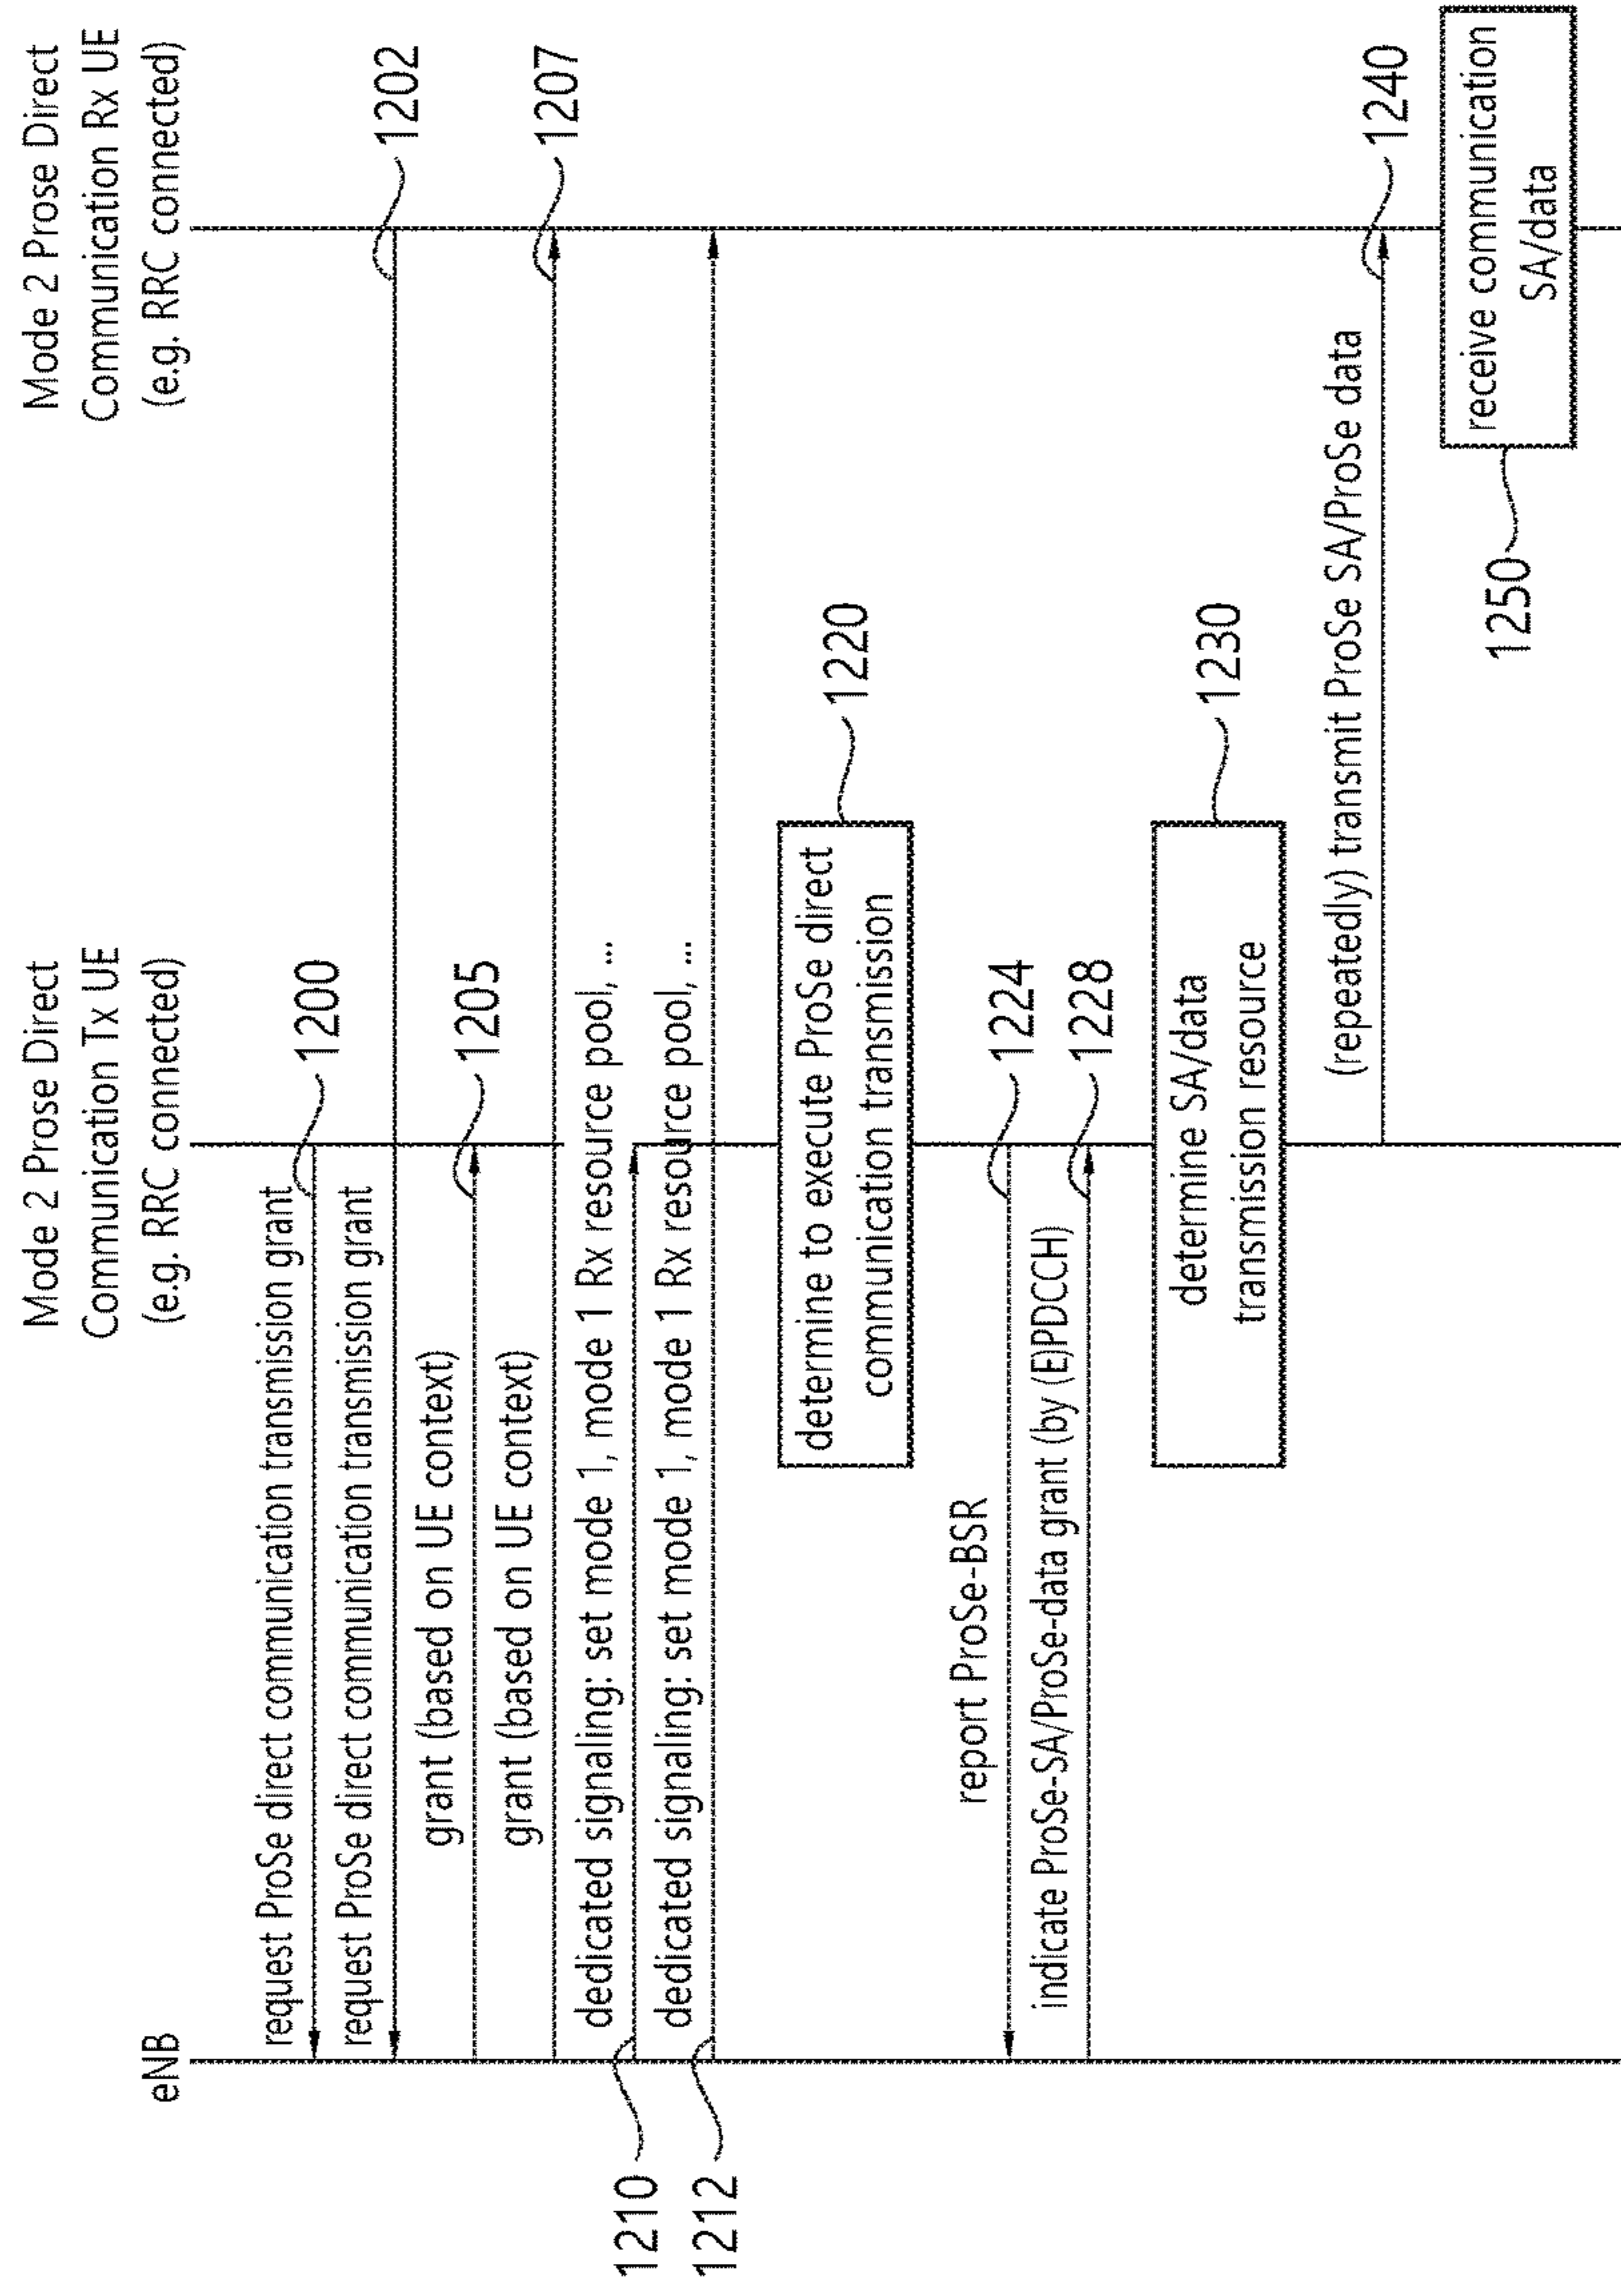 eNB
Mode 2 Prose Direct
Communication Tx UE
(e.g. RRC connected)
Mode 2 Prose Direct
Communication Rx UE
(e.g. RRC connected)
request ProSe direct communication transmission grant
1200
request ProSe direct communication transmission grant
1202
grant (based on UE context)
1205
grant (based on UE context)
1207
dedicated signaling: set mode 1, mode 1 Rx resource pool, ...
1210
dedicated signaling: set mode 1, mode 1 Rx resource pool, ...
1212
determine to execute ProSe direct
communication transmission
1220
report ProSe-BSR
1224
indicate ProSe-SA/ProSe-data grant (by (E)PDCCH)
1228
determine SA/data
transmission resource
1230
(repeatedly) transmit ProSe SA/ProSe data
1240
receive communication
SA/data
1250